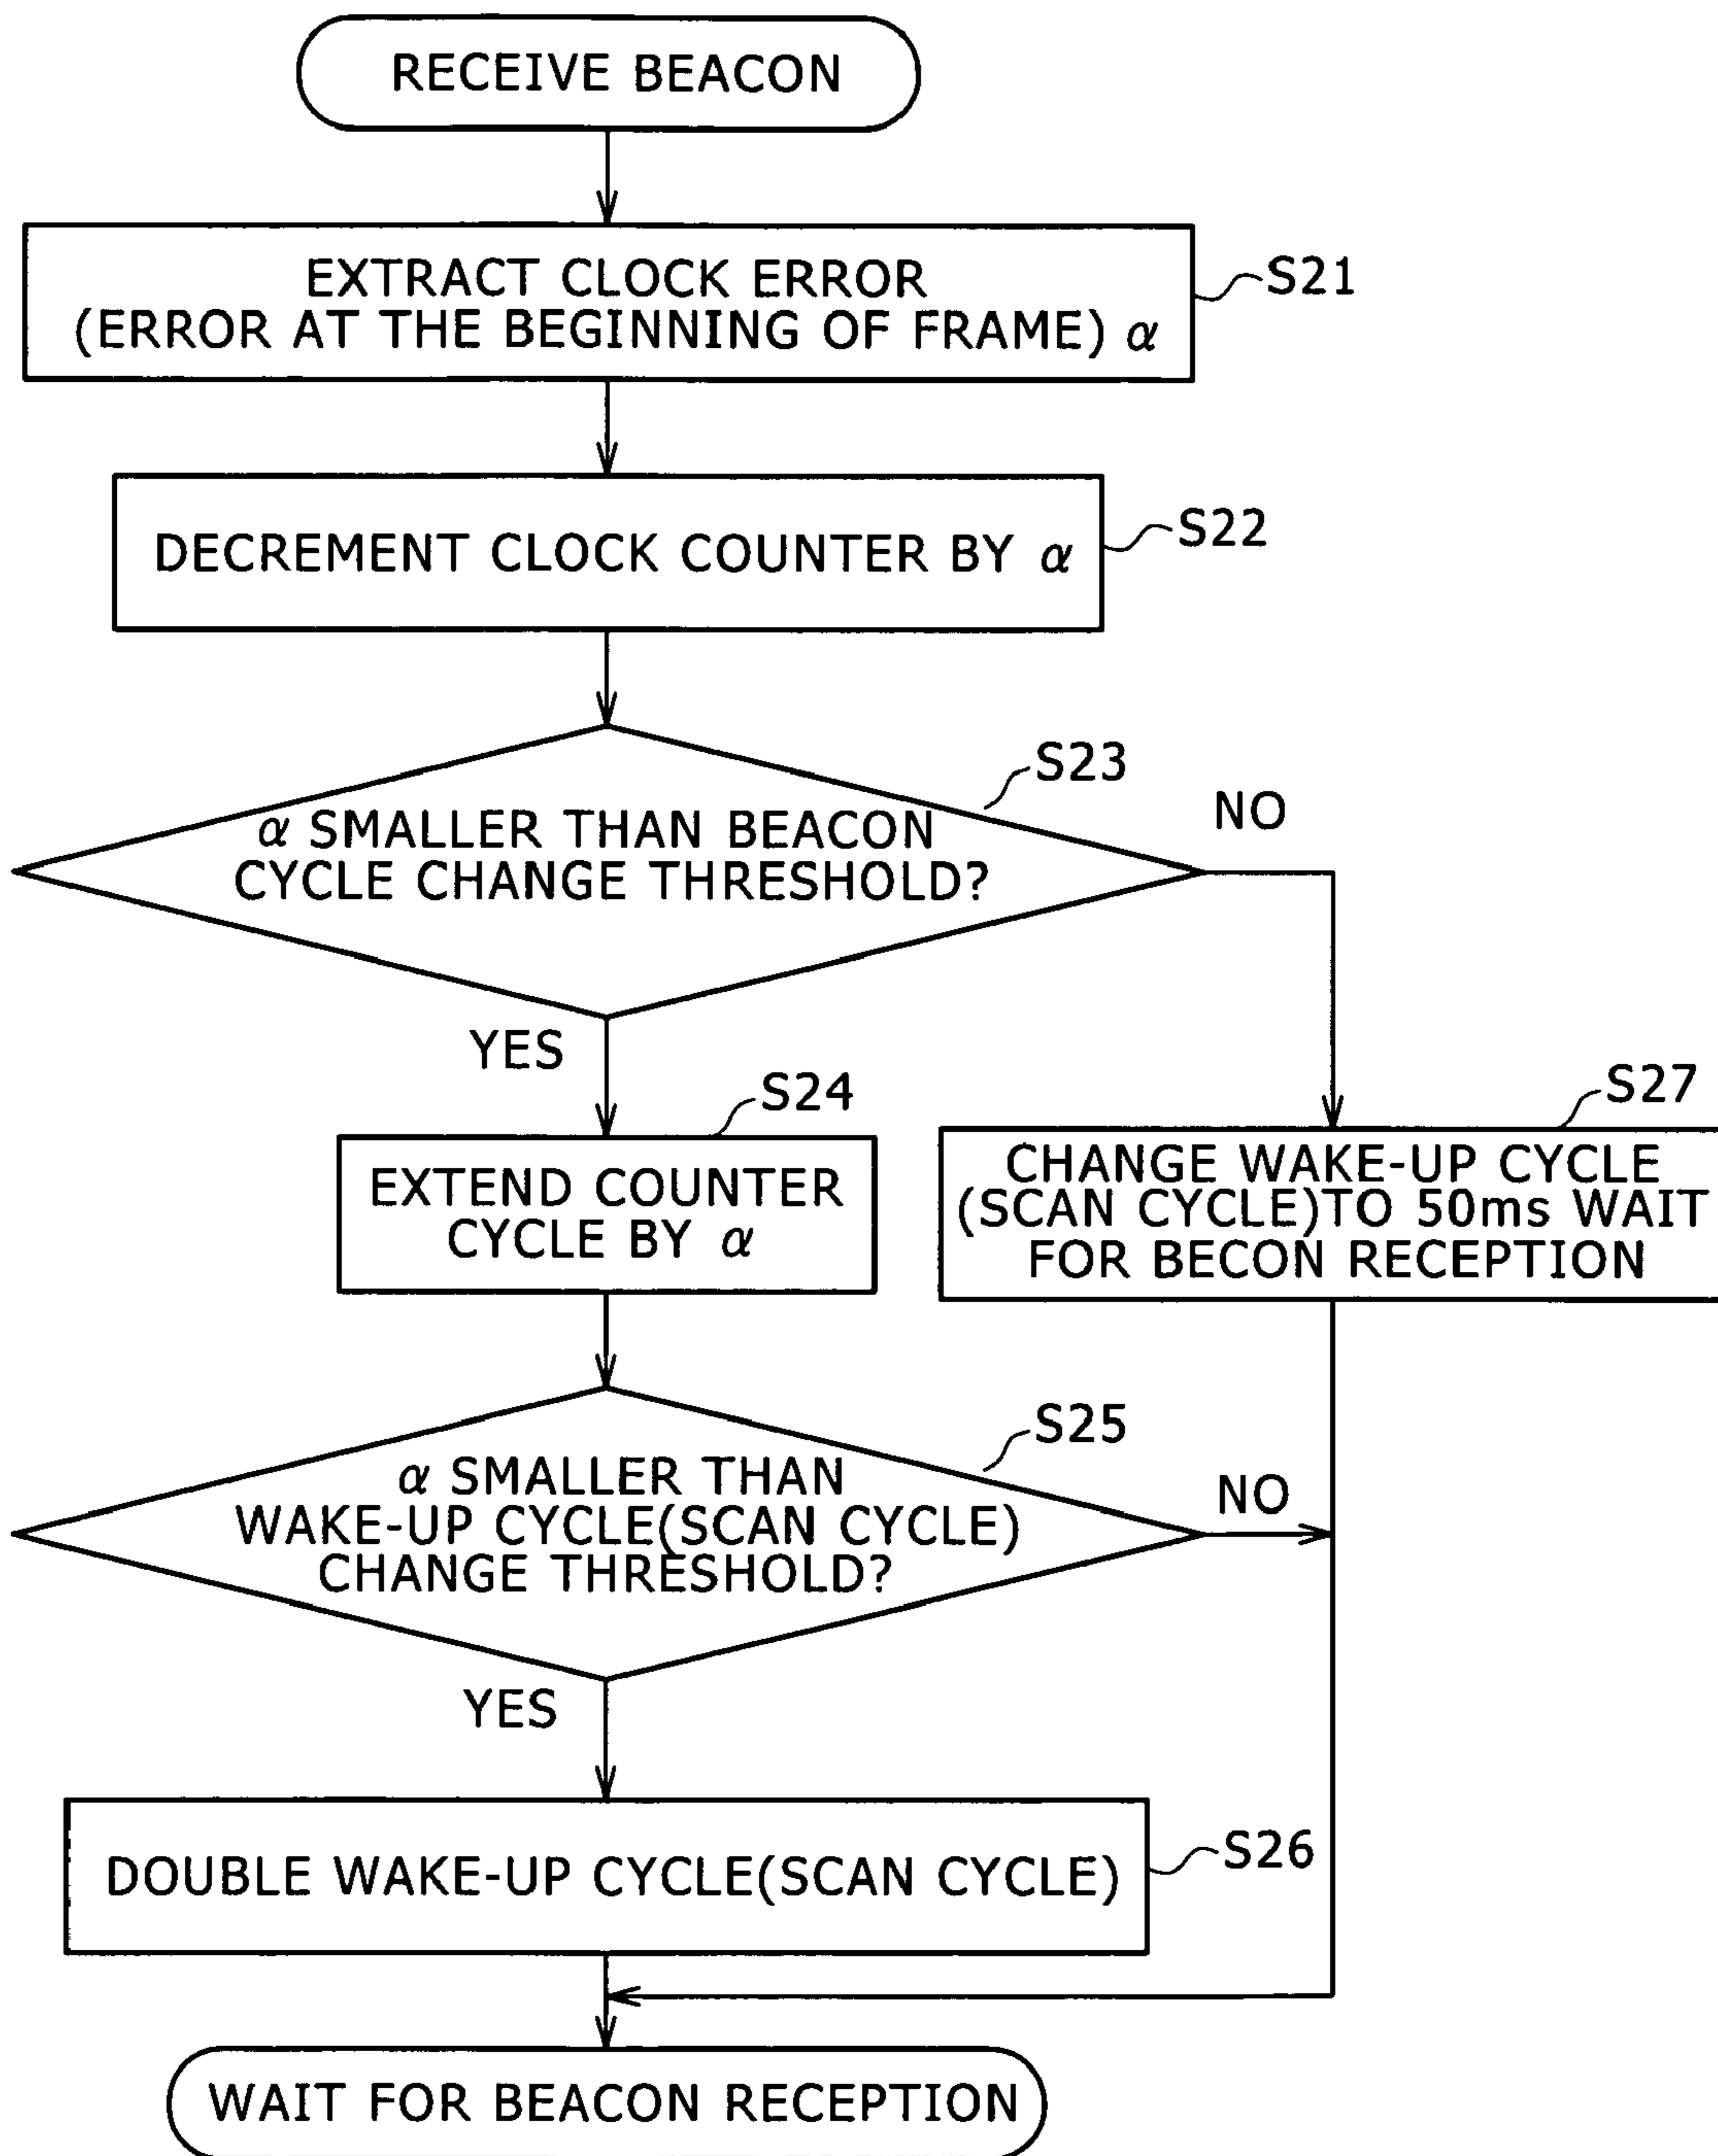 RECEIVE BEACON
EXTRACT CLOCK ERROR
(ERROR AT THE BEGINNING OF FRAME) α
S21
DECREMENT CLOCK COUNTER BY α
S22
S23
α SMALLER THAN BEACON
CYCLE CHANGE THRESHOLD?
NO
YES
S24
EXTEND COUNTER
CYCLE BY α
S27
CHANGE WAKE-UP CYCLE
(SCAN CYCLE)TO 50ms WAIT
FOR BECON RECEPTION
S25
α SMALLER THAN
WAKE-UP CYCLE(SCAN CYCLE)
CHANGE THRESHOLD?
NO
YES
DOUBLE WAKE-UP CYCLE(SCAN CYCLE)
S26
WAIT FOR BEACON RECEPTION